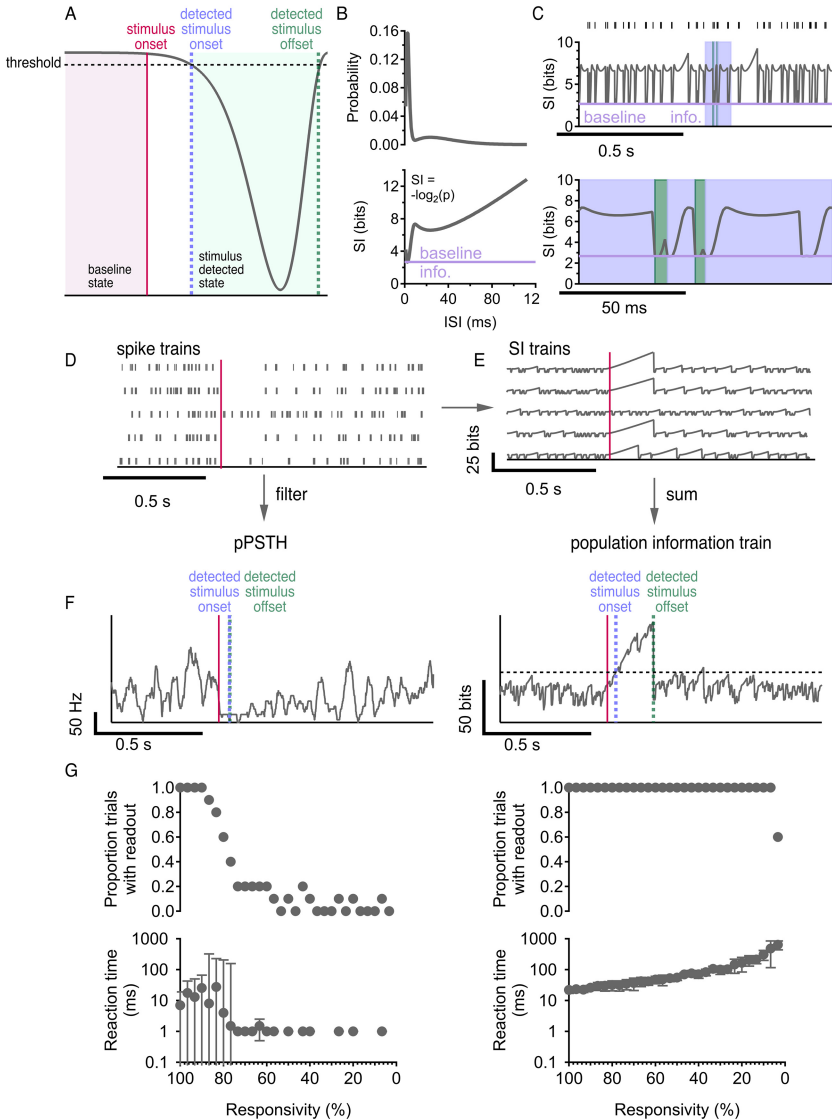 A
stimulus
onset
detected
stimulus
onset
detected
stimulus
offset
threshold
baseline
state
stimulus
detected
state
B
0.16
0.12
0.08
0.04
0.00
Probability
SI =
-log2(p)
12
8
4
0
SI (bits)
baseline
info.
0 40 80 12
ISI (ms)
C
10
5
0
SI (bits)
baseline info.
0.5 s
10
8
6
4
2
0
SI (bits)
50 ms
D
spike trains
0.5 s
filter
pPSTH
E
SI trains
25 bits
0.5 s
sum
population information train
F
detected
stimulus
onset
detected
stimulus
offset
50 Hz
0.5 s
detected
stimulus
onset
detected
stimulus
offset
50 bits
0.5 s
G
Proportion trials
with readout
1.0
0.8
0.6
0.4
0.2
0.0
Reaction time
(ms)
1000
100
10
1
0.1
100 80 60 40 20 0
Responsivity (%)
Proportion trials
with readout
1.0
0.8
0.6
0.4
0.2
0.0
Reaction time
(ms)
1000
100
10
1
0.1
100 80 60 40 20 0
Responsivity (%)